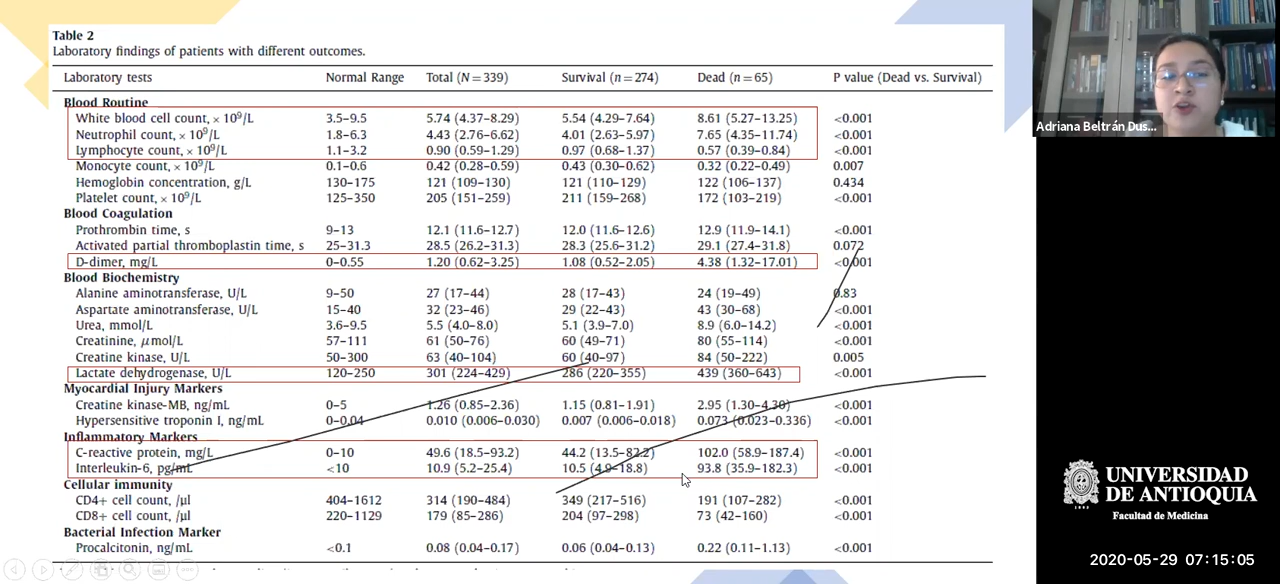 Table 2
Laboratory findings of patients with different outcomes.
Laboratory tests Normal Range Total (N=339) Survival (n=274) Dead (n=65) P value (Dead vs. Survival)
Blood Routine
White blood cell count, ×10⁹/L 3.5–9.5 5.74 (4.37–8.29) 5.54 (4.29–7.64) 8.61 (5.27–13.25) <0.001
Neutrophil count, ×10⁹/L 1.8–6.3 4.43 (2.76–6.62) 4.01 (2.63–5.97) 7.65 (4.35–11.74) <0.001
Lymphocyte count, ×10⁹/L 1.1–3.2 0.90 (0.59–1.29) 0.97 (0.68–1.37) 0.57 (0.39–0.84) <0.001
Monocyte count, ×10⁹/L 0.1–0.6 0.42 (0.28–0.59) 0.43 (0.30–0.62) 0.32 (0.22–0.49) 0.007
Hemoglobin concentration, g/L 130–175 121 (109–130) 121 (110–129) 122 (106–137) 0.434
Platelet count, ×10⁹/L 125–350 205 (151–259) 211 (159–268) 172 (103–219) <0.001
Blood Coagulation
Prothrombin time, s 9–13 12.1 (11.6–12.7) 12.0 (11.6–12.6) 12.9 (11.9–14.1) <0.001
Activated partial thromboplastin time, s 25–31.3 28.5 (26.2–31.3) 28.3 (25.6–31.2) 29.1 (27.4–31.8) 0.072
D-dimer, mg/L 0–0.55 1.20 (0.62–3.25) 1.08 (0.52–2.05) 4.38 (1.32–17.01) <0.001
Blood Biochemistry
Alanine aminotransferase, U/L 9–50 27 (17–44) 28 (17–43) 24 (19–49) 0.83
Aspartate aminotransferase, U/L 15–40 32 (23–46) 29 (22–43) 43 (30–68) <0.001
Urea, mmol/L 3.6–9.5 5.5 (4.0–8.0) 5.1 (3.9–7.0) 8.9 (6.0–14.2) <0.001
Creatinine, μmol/L 57–111 61 (50–76) 60 (49–71) 80 (55–114) <0.001
Creatine kinase, U/L 50–300 63 (40–104) 60 (40–97) 84 (50–222) 0.005
Lactate dehydrogenase, U/L 120–250 301 (224–429) 286 (220–355) 439 (360–643) <0.001
Myocardial Injury Markers
Creatine kinase-MB, ng/mL 0–5 1.26 (0.85–2.36) 1.15 (0.81–1.91) 2.95 (1.30–4.30) <0.001
Hypersensitive troponin I, ng/mL 0–0.04 0.010 (0.006–0.030) 0.007 (0.006–0.018) 0.073 (0.023–0.336) <0.001
Inflammatory Markers
C-reactive protein, mg/L 0–10 49.6 (18.5–93.2) 44.2 (13.5–82.2) 102.0 (58.9–187.4) <0.001
Interleukin-6, pg/mL <10 10.9 (5.2–25.4) 10.5 (4.9–18.8) 93.8 (35.9–182.3) <0.001
Cellular immunity
CD4+ cell count, /μl 404–1612 314 (190–484) 349 (217–516) 191 (107–282) <0.001
CD8+ cell count, /μl 220–1129 179 (85–286) 204 (97–298) 73 (42–160) <0.001
Bacterial Infection Marker
Procalcitonin, ng/mL <0.1 0.08 (0.04–0.17) 0.06 (0.04–0.13) 0.22 (0.11–1.13) <0.001
Adriana Beltrán Dus...
UNIVERSIDAD
DE ANTIOQUIA
1803
Facultad de Medicina
2020-05-29 07:15:05